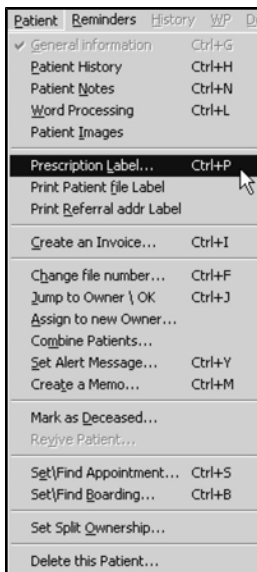 Patient Reminders History WP D
✓ General information Ctrl+G
Patient History Ctrl+H
Patient Notes Ctrl+N
Word Processing Ctrl+L
Patient Images
Prescription Label... Ctrl+P
Print Patient file Label
Print Referral addr Label
Create an Invoice... Ctrl+I
Change file number... Ctrl+F
Jump to Owner \ OK Ctrl+J
Assign to new Owner...
Combine Patients...
Set Alert Message... Ctrl+Y
Create a Memo... Ctrl+M
Mark as Deceased...
Revive Patient...
Set\Find Appointment... Ctrl+S
Set\Find Boarding... Ctrl+B
Set Split Ownership...
Delete this Patient...